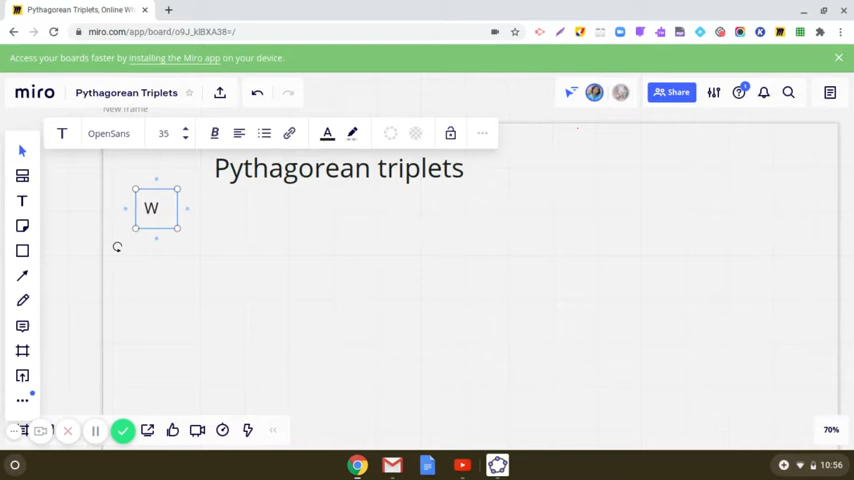 Pythagorean Triplets, Online Wh
miro.com/app/board/o9J_klBXA38=/
Access your boards faster by installing the Miro app on your device.
miro
Pythagorean Triplets
1
Share
New frame
OpenSans
35
B
A
Pythagorean triplets
W
T
70%
10:56